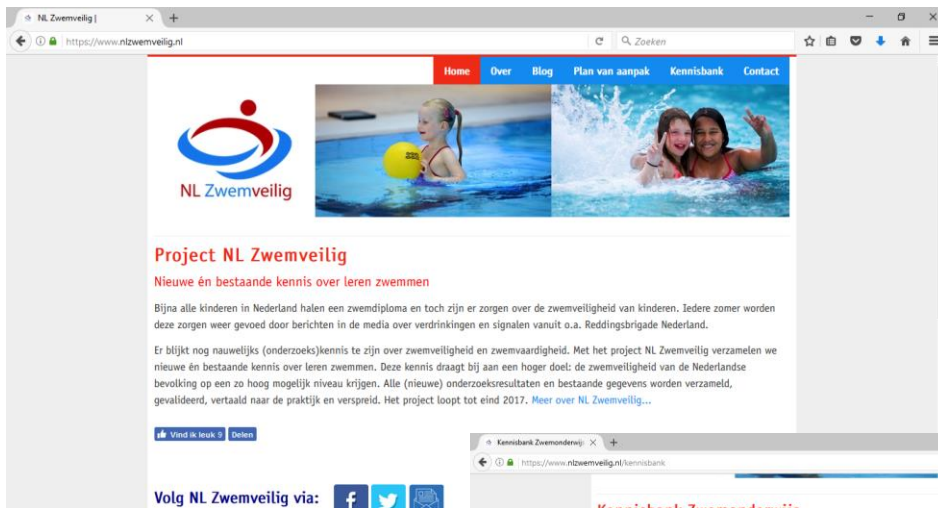 NL Zwemveilig |
https://www.nlzwemveilig.nl
Zoeken
Home Over Blog Plan van aanpak Kennisbank Contact
NL Zwemveilig
Project NL Zwemveilig
Nieuwe én bestaande kennis over leren zwemmen
Bijna alle kinderen in Nederland halen een zwemdiploma en toch zijn er zorgen over de zwemveiligheid van kinderen. Iedere zomer worden
deze zorgen weer gevoed door berichten in de media over verdrinkingen en signalen vanuit o.a. Reddingsbrigade Nederland.
Er blijkt nog nauwelijks (onderzoeks)kennis te zijn over zwemveiligheid en zwemvaardigheid. Met het project NL Zwemveilig verzamelen we
nieuwe én bestaande kennis over leren zwemmen. Deze kennis draagt bij aan een hoger doel: de zwemveiligheid van de Nederlandse
bevolking op een zo hoog mogelijk niveau krijgen. Alle (nieuwe) onderzoeksresultaten en bestaande gegevens worden verzameld,
gevalideerd, vertaald naar de praktijk en verspreid. Het project loopt tot eind 2017. Meer over NL Zwemveilig...
Vind ik leuk 9 Delen
Volg NL Zwemveilig via:
Kennisbank Zwemonderwij
https://www.nlzwemveilig.nl/kennisbank
Kennisbank Zwemonderwijs